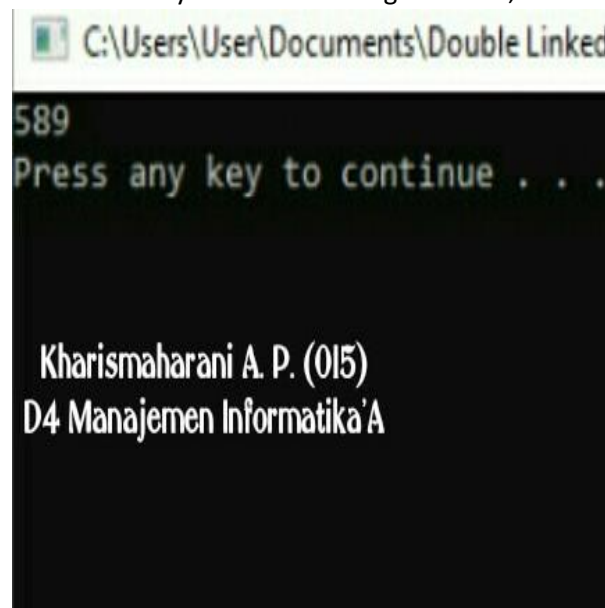 C:\Users\User\Documents\Double Linked
589
Press any key to continue . . .
Kharismaharani A. P. (015)
D4 Manajemen Informatika'A